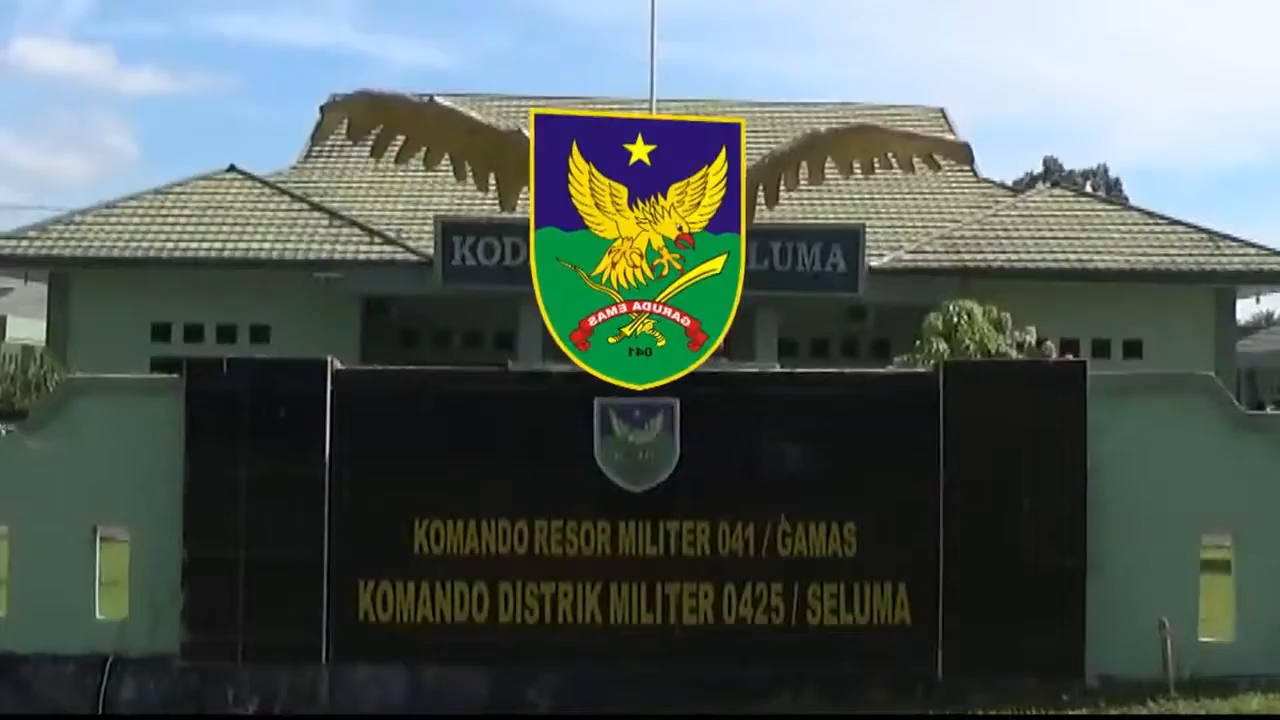 KOD LUMA
GARUDA EMAS
041
KOMANDO RESOR MILITER 041 / GAMAS
KOMANDO DISTRIK MILITER 0425 / SELUMA